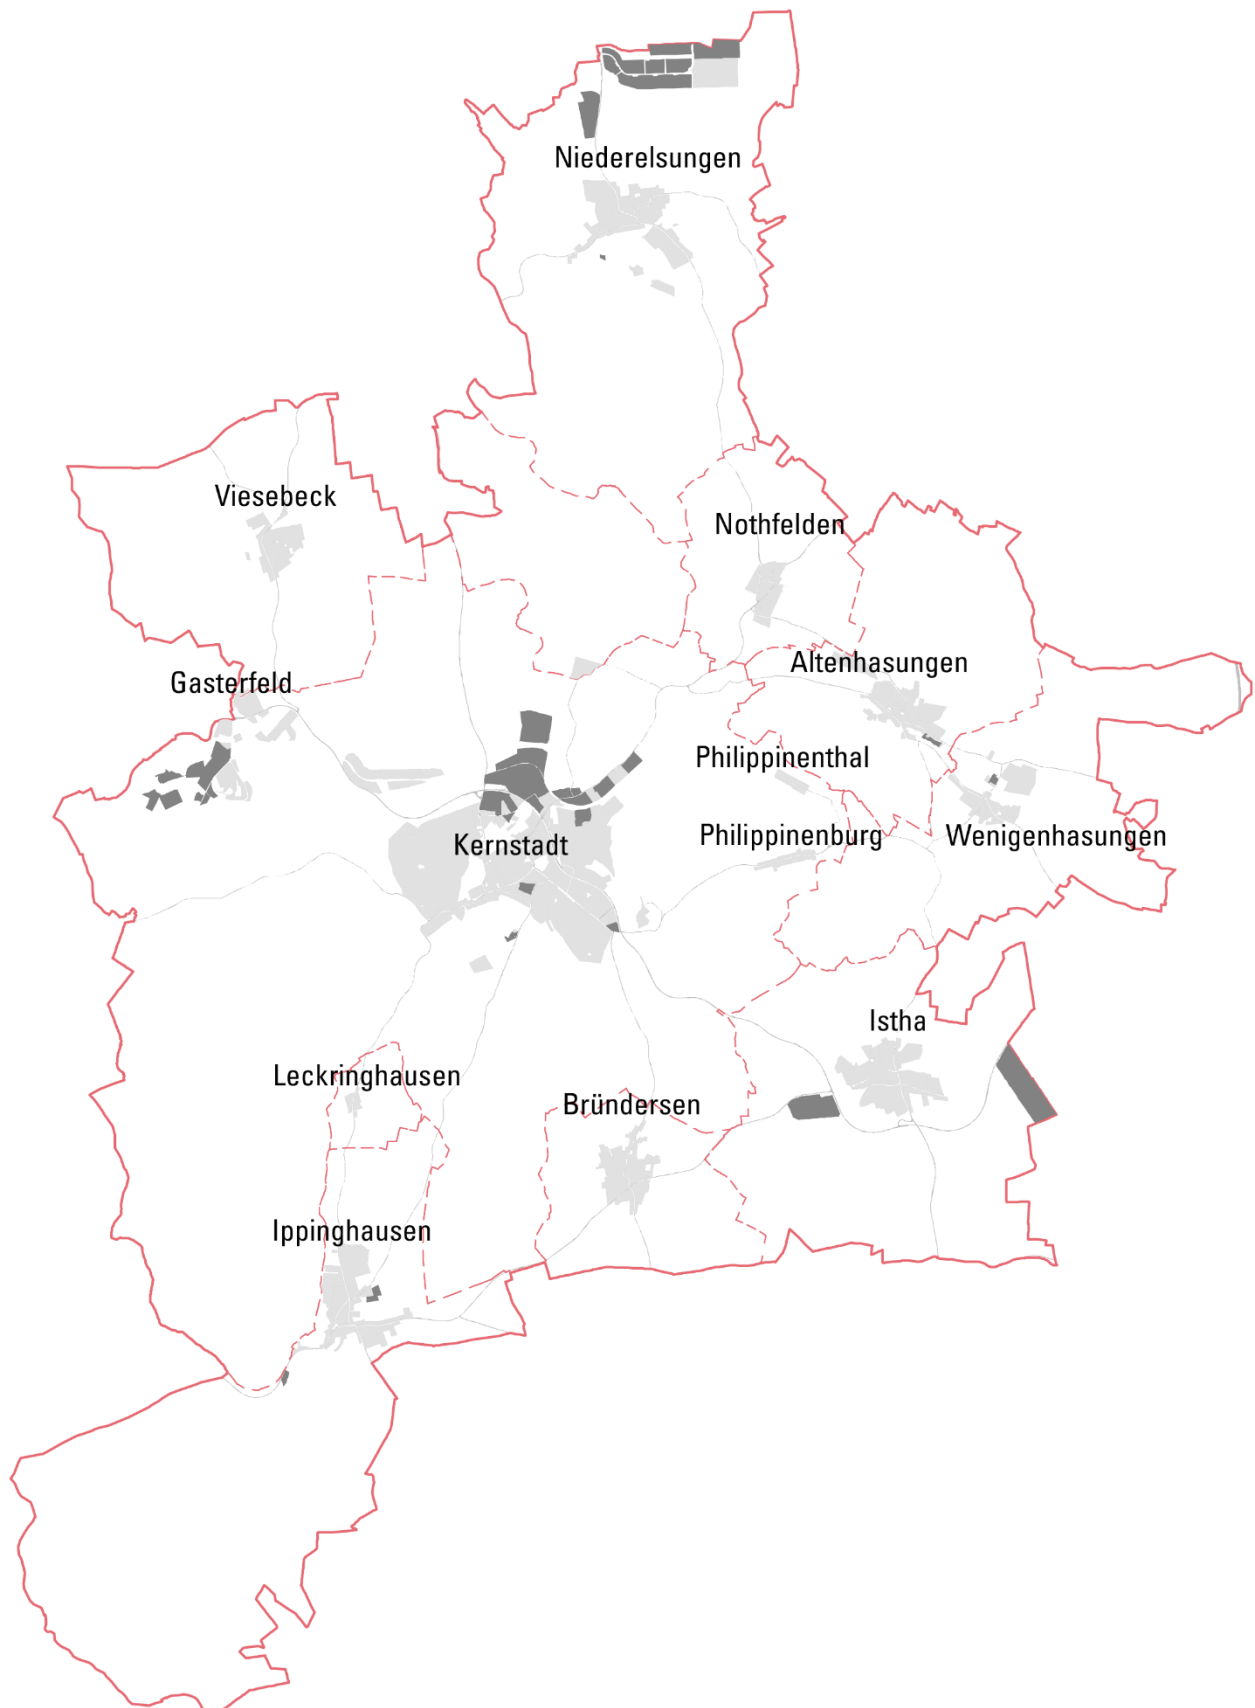 Niederelsungen
Viesebeck
Nothfelden
Altenhasungen
Gasterfeld
Philippinenthal
Philippinenburg
Wenigenhasungen
Kernstadt
Istha
Leckringhausen
Bründersen
Ippinghausen